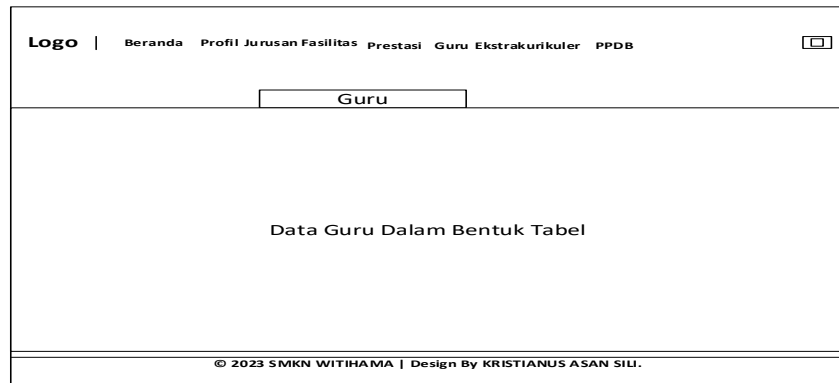 Logo | Beranda Profil Jurusan Fasilitas Prestasi Guru Ekstrakurikuler PPDB
Guru
Data Guru Dalam Bentuk Tabel
© 2023 SMKN WITIHAMA | Design By KRISTIANUS ASAN SILI.